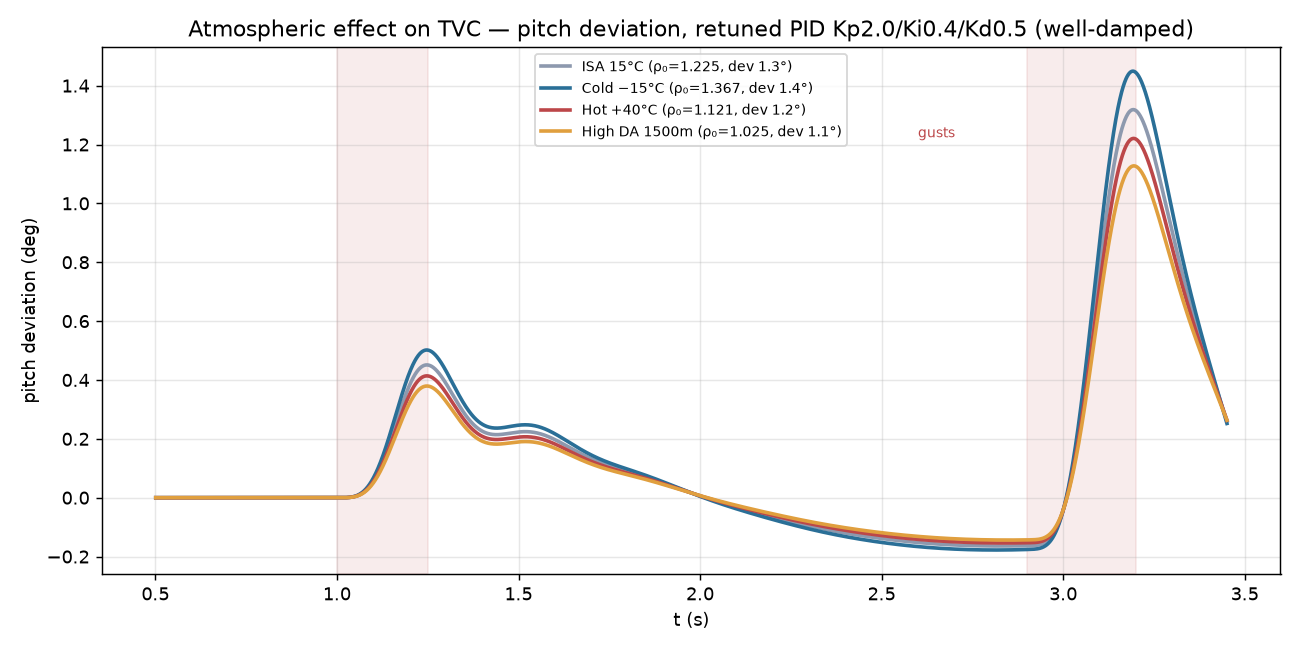 Atmospheric effect on TVC — pitch deviation, retuned PID Kp2.0/Ki0.4/Kd0.5 (well-damped)
ISA 15°C (ρ₀=1.225, dev 1.3°)
Cold −15°C (ρ₀=1.367, dev 1.4°)
Hot +40°C (ρ₀=1.121, dev 1.2°)
High DA 1500m (ρ₀=1.025, dev 1.1°)
gusts
pitch deviation (deg)
1.4
1.2
1.0
0.8
0.6
0.4
0.2
0.0
−0.2
0.5 1.0 1.5 2.0 2.5 3.0 3.5
t (s)